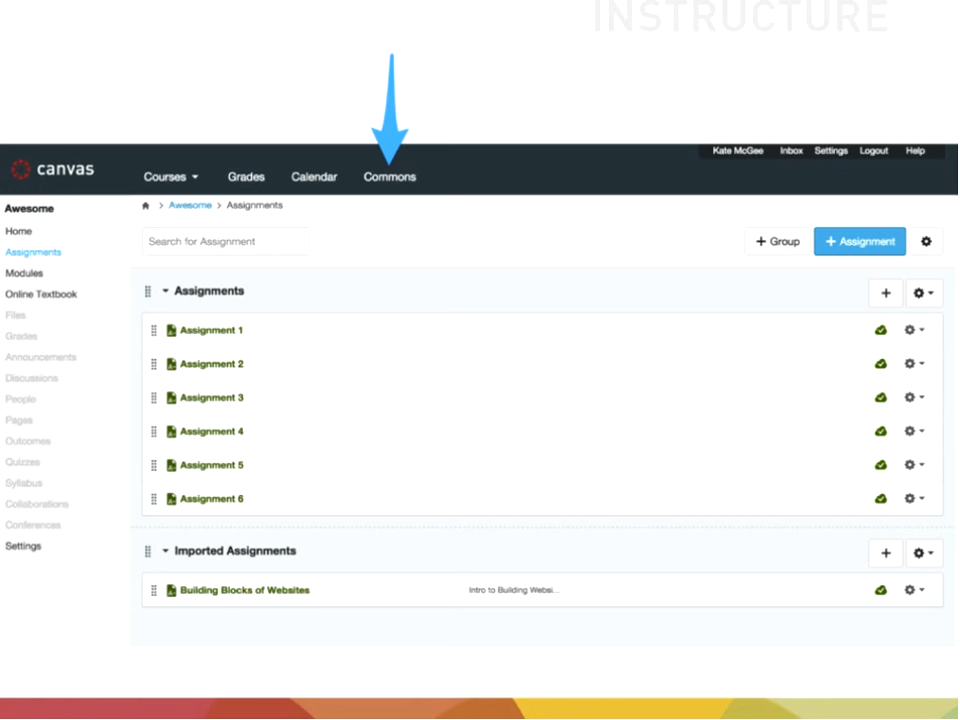 INSTRUCTURE
Kate McGee Inbox Settings Logout Help
canvas
Courses Grades Calendar Commons
Awesome
Home
Assignments
Modules
Online Textbook
Files
Grades
Announcements
Discussions
People
Pages
Outcomes
Quizzes
Syllabus
Collaborations
Conferences
Settings
> Awesome > Assignments
Search for Assignment
+ Group + Assignment
Assignments
+
Assignment 1
Assignment 2
Assignment 3
Assignment 4
Assignment 5
Assignment 6
Imported Assignments
+
Building Blocks of Websites Intro to Building Websi...